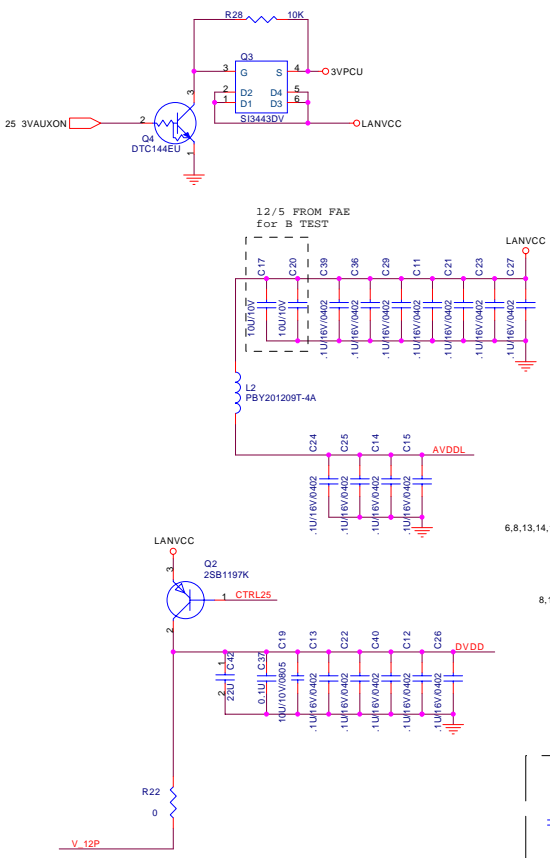 R28 10K
Q3
3 G S 4 3VPCU
2 D2 D4 5
1 D1 D3 6
SI3443DV
LANVCC
25 3VAUXON
2
3
1
Q4
DTC144EU
12/5 FROM FAE
for B TEST
LANVCC
C17
C20
C39
C36
C29
C11
C21
C23
C27
10U/10V
10U/10V
.1U/16V/0402
.1U/16V/0402
.1U/16V/0402
.1U/16V/0402
.1U/16V/0402
.1U/16V/0402
.1U/16V/0402
L2
PBY201209T-4A
C24
C25
C14
C15
AVDDL
.1U/16V/0402
.1U/16V/0402
.1U/16V/0402
.1U/16V/0402
6,8,13,14,
LANVCC
Q2
2SB1197K
3
1 CTRL25
2
8,
C42
C37
C19
C13
C22
C40
C12
C26
DVDD
1
2
22U
0.1U
10U/10V/0805
.1U/16V/0402
.1U/16V/0402
.1U/16V/0402
.1U/16V/0402
.1U/16V/0402
R22
0
V_12P